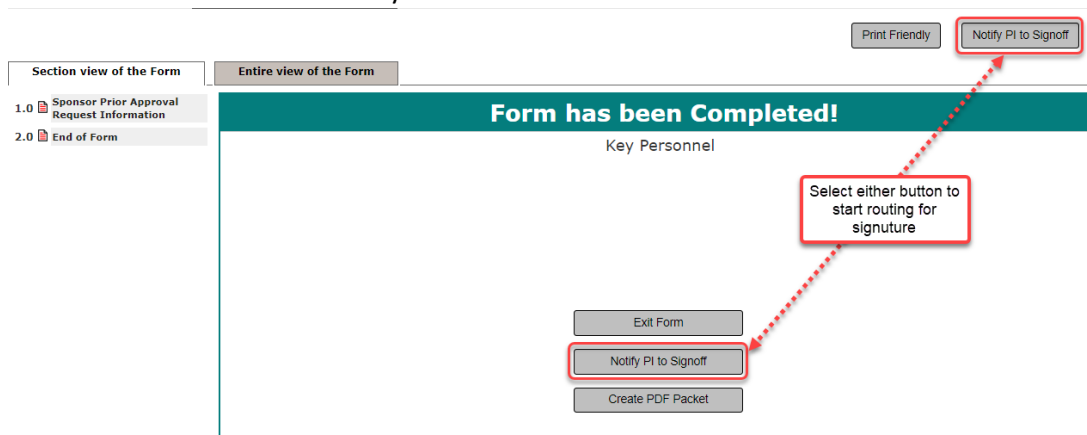 Print Friendly
Notify PI to Signoff
Section view of the Form
Entire view of the Form
1.0 Sponsor Prior Approval
Request Information
2.0 End of Form
Form has been Completed!
Key Personnel
Select either button to
start routing for
signuture
Exit Form
Notify PI to Signoff
Create PDF Packet